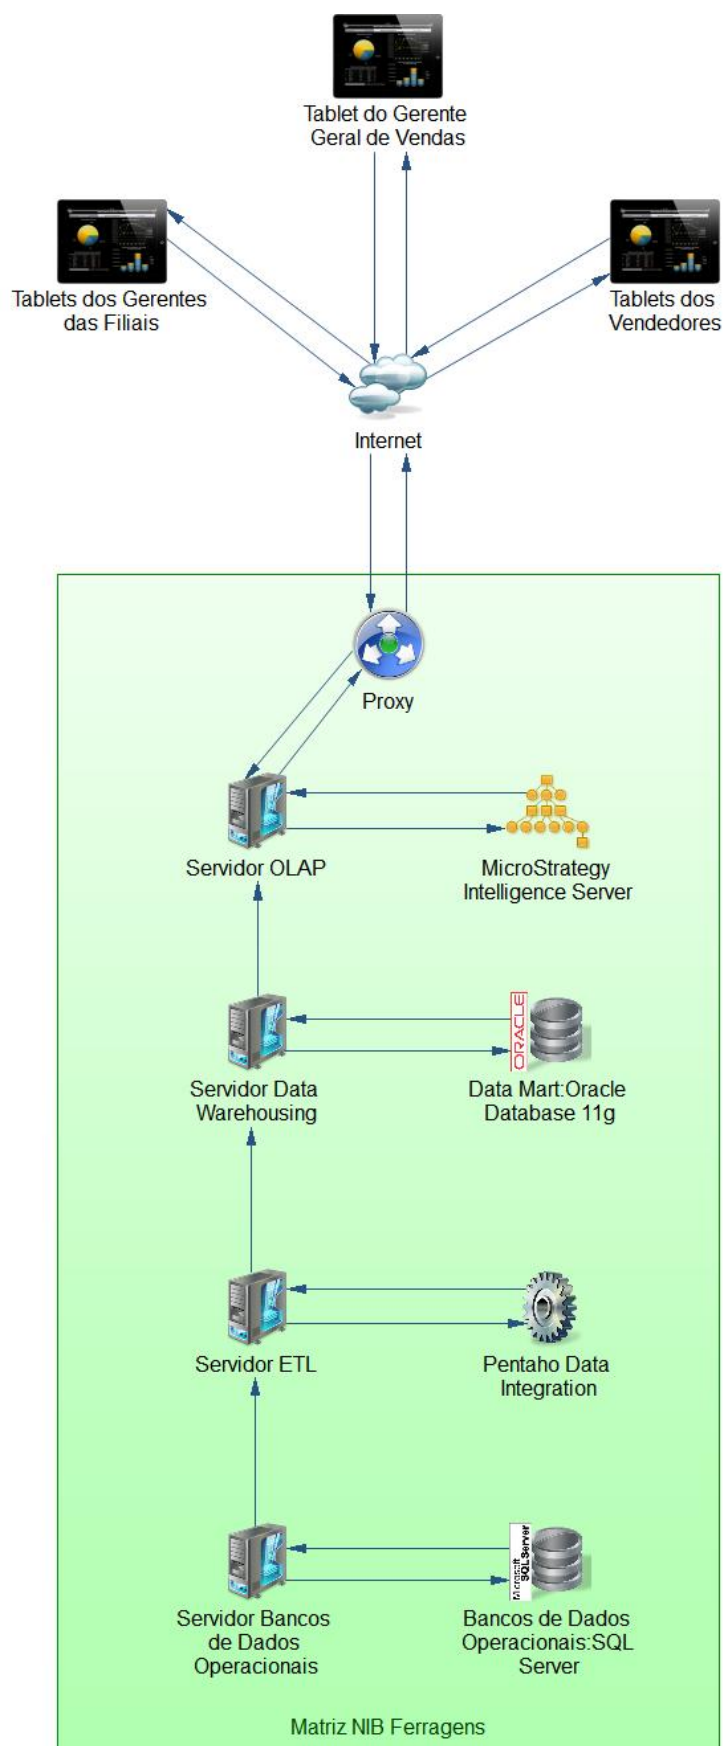 Tablet do Gerente
Geral de Vendas
Tablets dos Gerentes
das Filiais
Tablets dos
Vendedores
Internet
Proxy
Servidor OLAP
MicroStrategy
Intelligence Server
ORACLE
Servidor Data
Warehousing
Data Mart:Oracle
Database 11g
Servidor ETL
Pentaho Data
Integration
Microsoft
SQL Server
Servidor Bancos
de Dados
Operacionais
Bancos de Dados
Operacionais:SQL
Server
Matriz NIB Ferragens